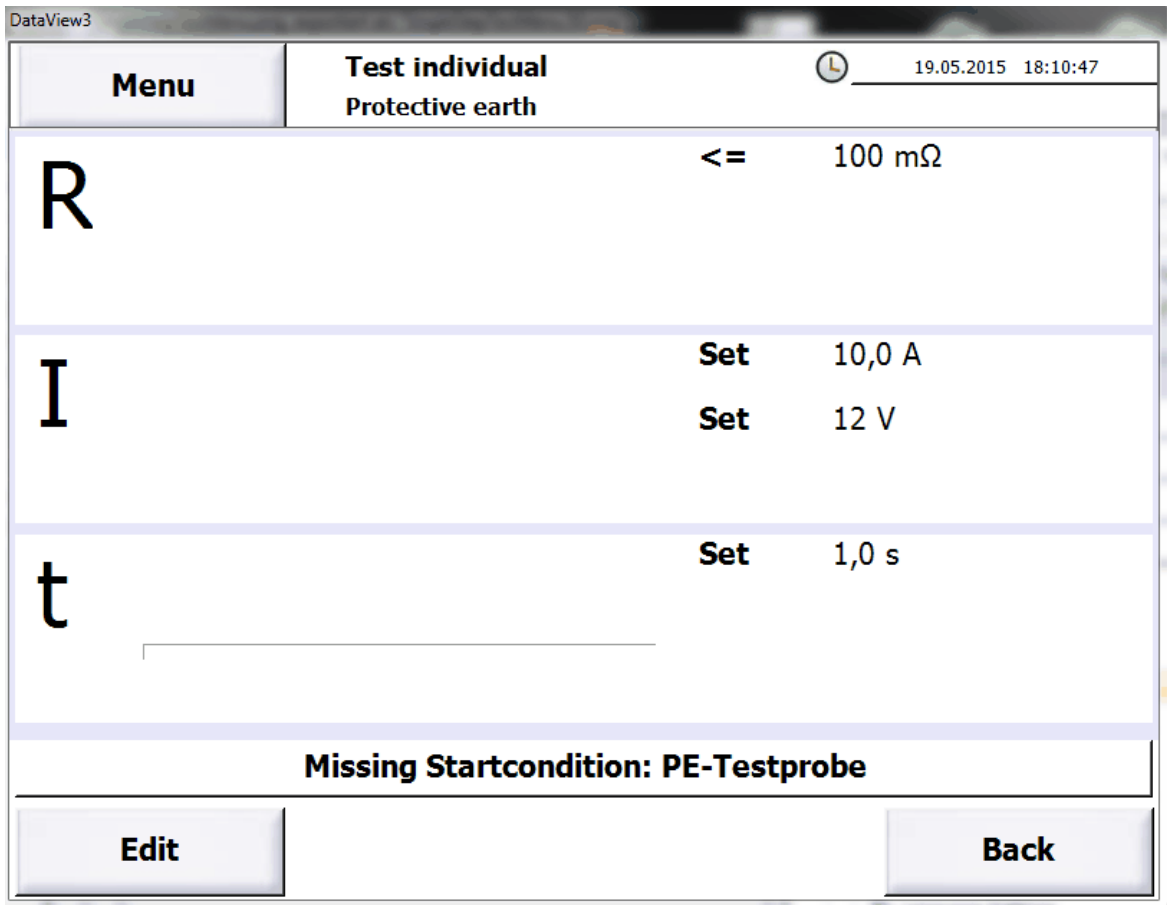 DataView3
Menu
Test individual
19.05.2015 18:10:47
Protective earth
R
<= 100 mΩ
I
Set 10,0 A
Set 12 V
t
Set 1,0 s
Missing Startcondition: PE-Testprobe
Edit
Back